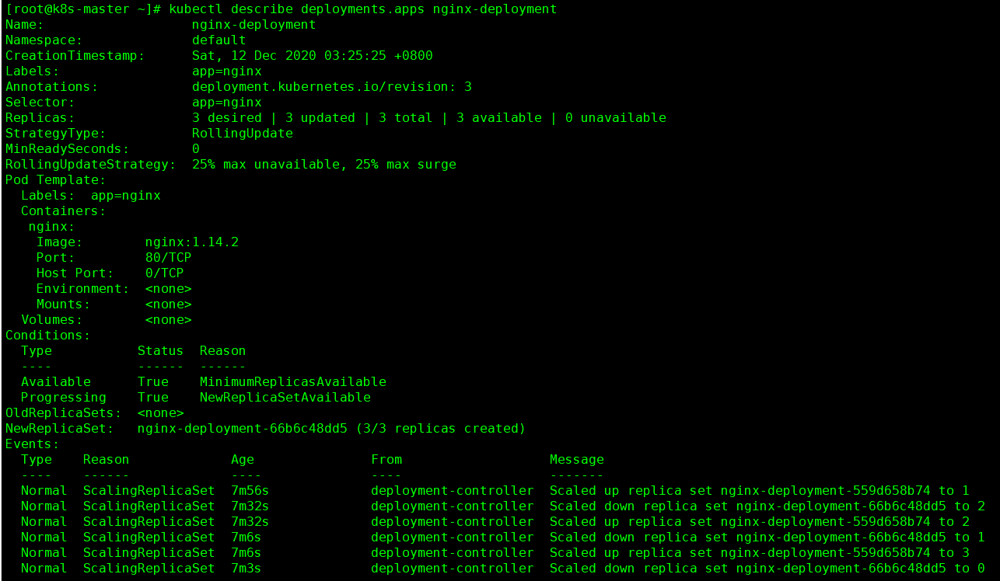 [root@k8s-master ~]# kubectl describe deployments.apps nginx-deployment
Name:                   nginx-deployment
Namespace:              default
CreationTimestamp:      Sat, 12 Dec 2020 03:25:25 +0800
Labels:                 app=nginx
Annotations:            deployment.kubernetes.io/revision: 3
Selector:               app=nginx
Replicas:               3 desired | 3 updated | 3 total | 3 available | 0 unavailable
StrategyType:           RollingUpdate
MinReadySeconds:        0
RollingUpdateStrategy:  25% max unavailable, 25% max surge
Pod Template:
  Labels:  app=nginx
  Containers:
   nginx:
    Image:        nginx:1.14.2
    Port:         80/TCP
    Host Port:    0/TCP
    Environment:  <none>
    Mounts:       <none>
  Volumes:        <none>
Conditions:
  Type           Status  Reason
  ----           ------  ------
  Available      True    MinimumReplicasAvailable
  Progressing    True    NewReplicaSetAvailable
OldReplicaSets:  <none>
NewReplicaSet:   nginx-deployment-66b6c48dd5 (3/3 replicas created)
Events:
  Type    Reason             Age               From                   Message
  ----    ------             ----              ----                   -------
  Normal  ScalingReplicaSet  7m56s             deployment-controller  Scaled up replica set nginx-deployment-559d658b74 to 1
  Normal  ScalingReplicaSet  7m32s             deployment-controller  Scaled down replica set nginx-deployment-66b6c48dd5 to 2
  Normal  ScalingReplicaSet  7m32s             deployment-controller  Scaled up replica set nginx-deployment-559d658b74 to 2
  Normal  ScalingReplicaSet  7m6s              deployment-controller  Scaled down replica set nginx-deployment-66b6c48dd5 to 1
  Normal  ScalingReplicaSet  7m6s              deployment-controller  Scaled up replica set nginx-deployment-559d658b74 to 3
  Normal  ScalingReplicaSet  7m3s              deployment-controller  Scaled down replica set nginx-deployment-66b6c48dd5 to 0